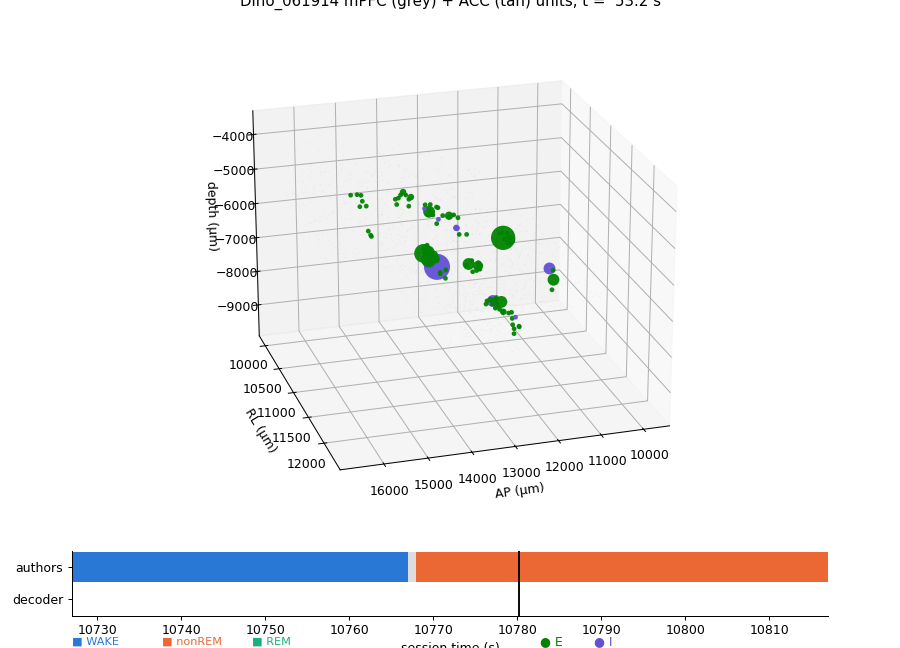 Dino_061914 mPFC (grey) + ACC (tan) units, t = 53.2 s
−4000
−5000
−6000
−7000
−8000
−9000
depth (μm)
10000
10500
11000
11500
12000
RL (μm)
16000 15000 14000 13000 12000 11000 10000
AP (μm)
authors
decoder
10730 10740 10750 10760 10770 10780 10790 10800 10810
session time (s)
WAKE nonREM REM E I